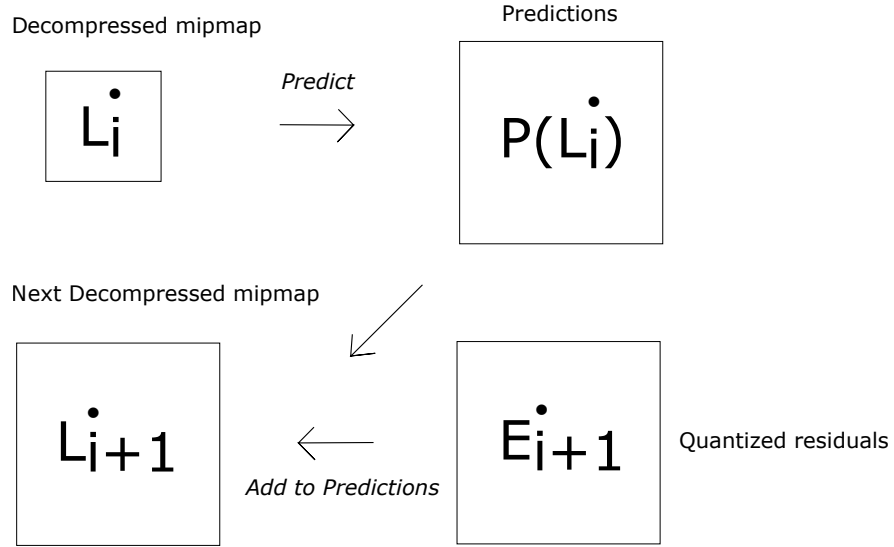 Decompressed mipmap
Predictions
Predict
Li
P(Li)
Next Decompressed mipmap
Li+1
Ei+1
Quantized residuals
Add to Predictions